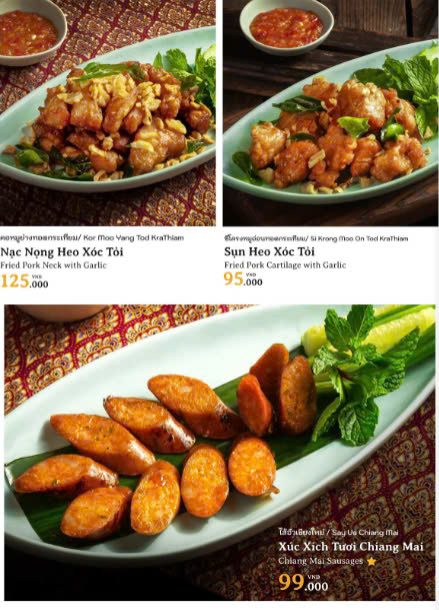 คอหมูย่างทอดกระเทียม/ Kor Moo Yang Tod KraThiam
Nạc Nọng Heo Xóc Tỏi
Fried Pork Neck with Garlic
125.000 VND
ซี่โครงหมูอ่อนทอดกระเทียม/ Si Krong Moo On Tod KraThiam
Sụn Heo Xóc Tỏi
Fried Pork Cartilage with Garlic
95.000 VND
ไส้อั่วเชียงใหม่ / Say Ua Chiang Mai
Xúc Xích Tươi Chiang Mai
Chiang Mai Sausages
99.000 VND